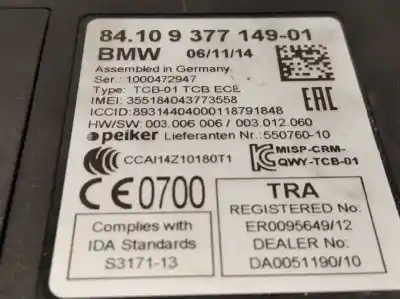 84.10 9 377 149-01
BMW 06/11/14
Assembled in Germany
Ser.: 1000472947
Type: TCB-01 TCB ECE
IMEI: 355184043773558
ICCID: 89314404000118791848
HW/SW: 003.006.006 / 003.012.060
EAC
peiker Lieferanten Nr.: 550760-10
CCAI14Z10180T1
MISP-CRM-
QWY-TCB-01
CE0700
Complies with
IDA Standards
S3171-13
TRA
REGISTERED No:
ER0095649/12
DEALER No:
DA0051190/10